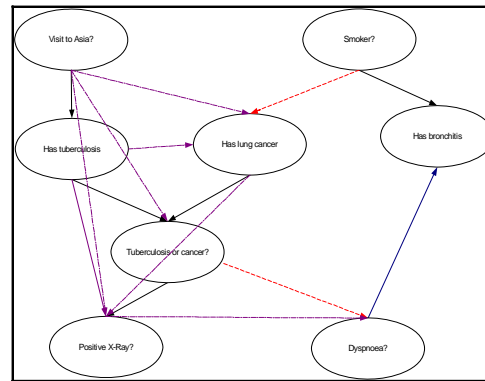 Visit to Asia?
Smoker?
Has tuberculosis
Has lung cancer
Has bronchitis
Tuberculosis or cancer?
Positive X-Ray?
Dyspnoea?